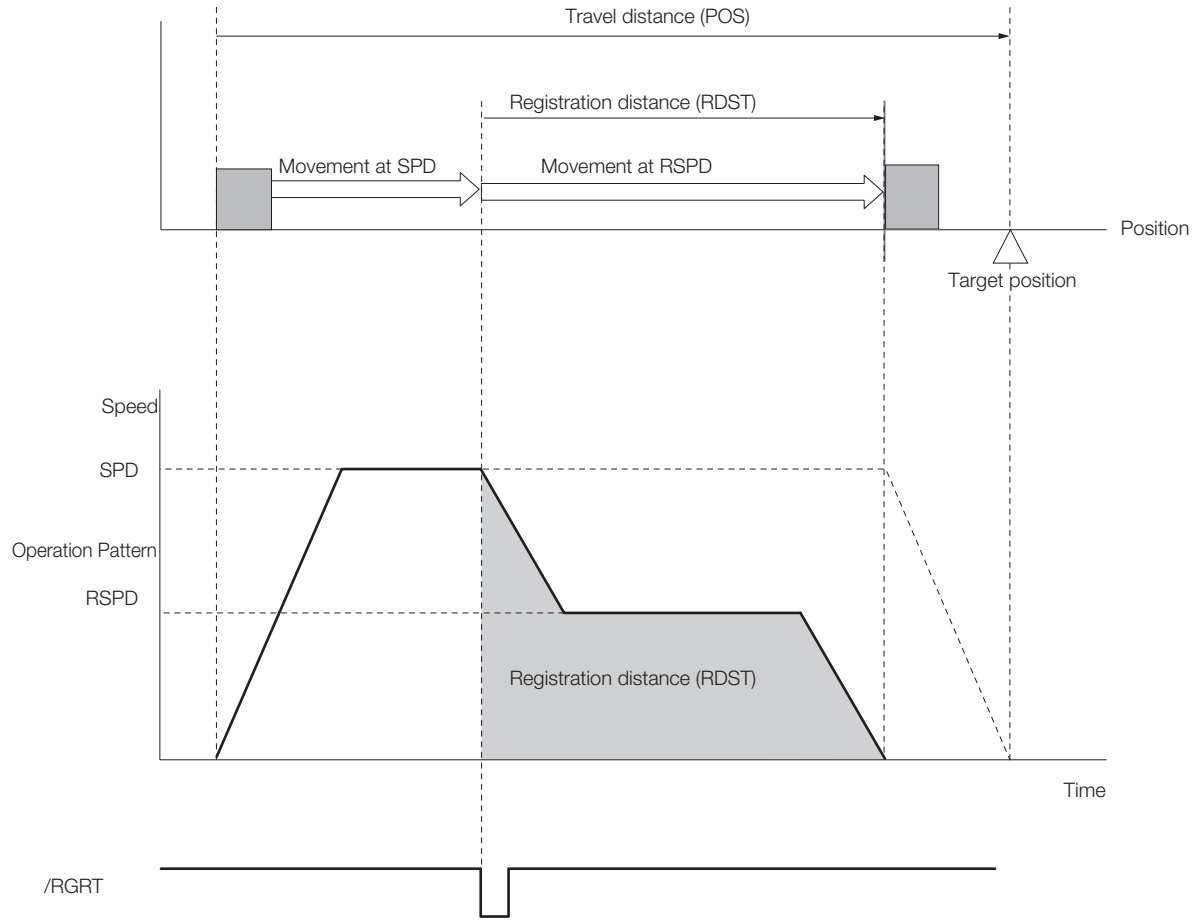 Travel distance (POS)
Registration distance (RDST)
Movement at SPD
Movement at RSPD
Position
Target position
Speed
SPD
Operation Pattern
RSPD
Registration distance (RDST)
Time
/RGRT